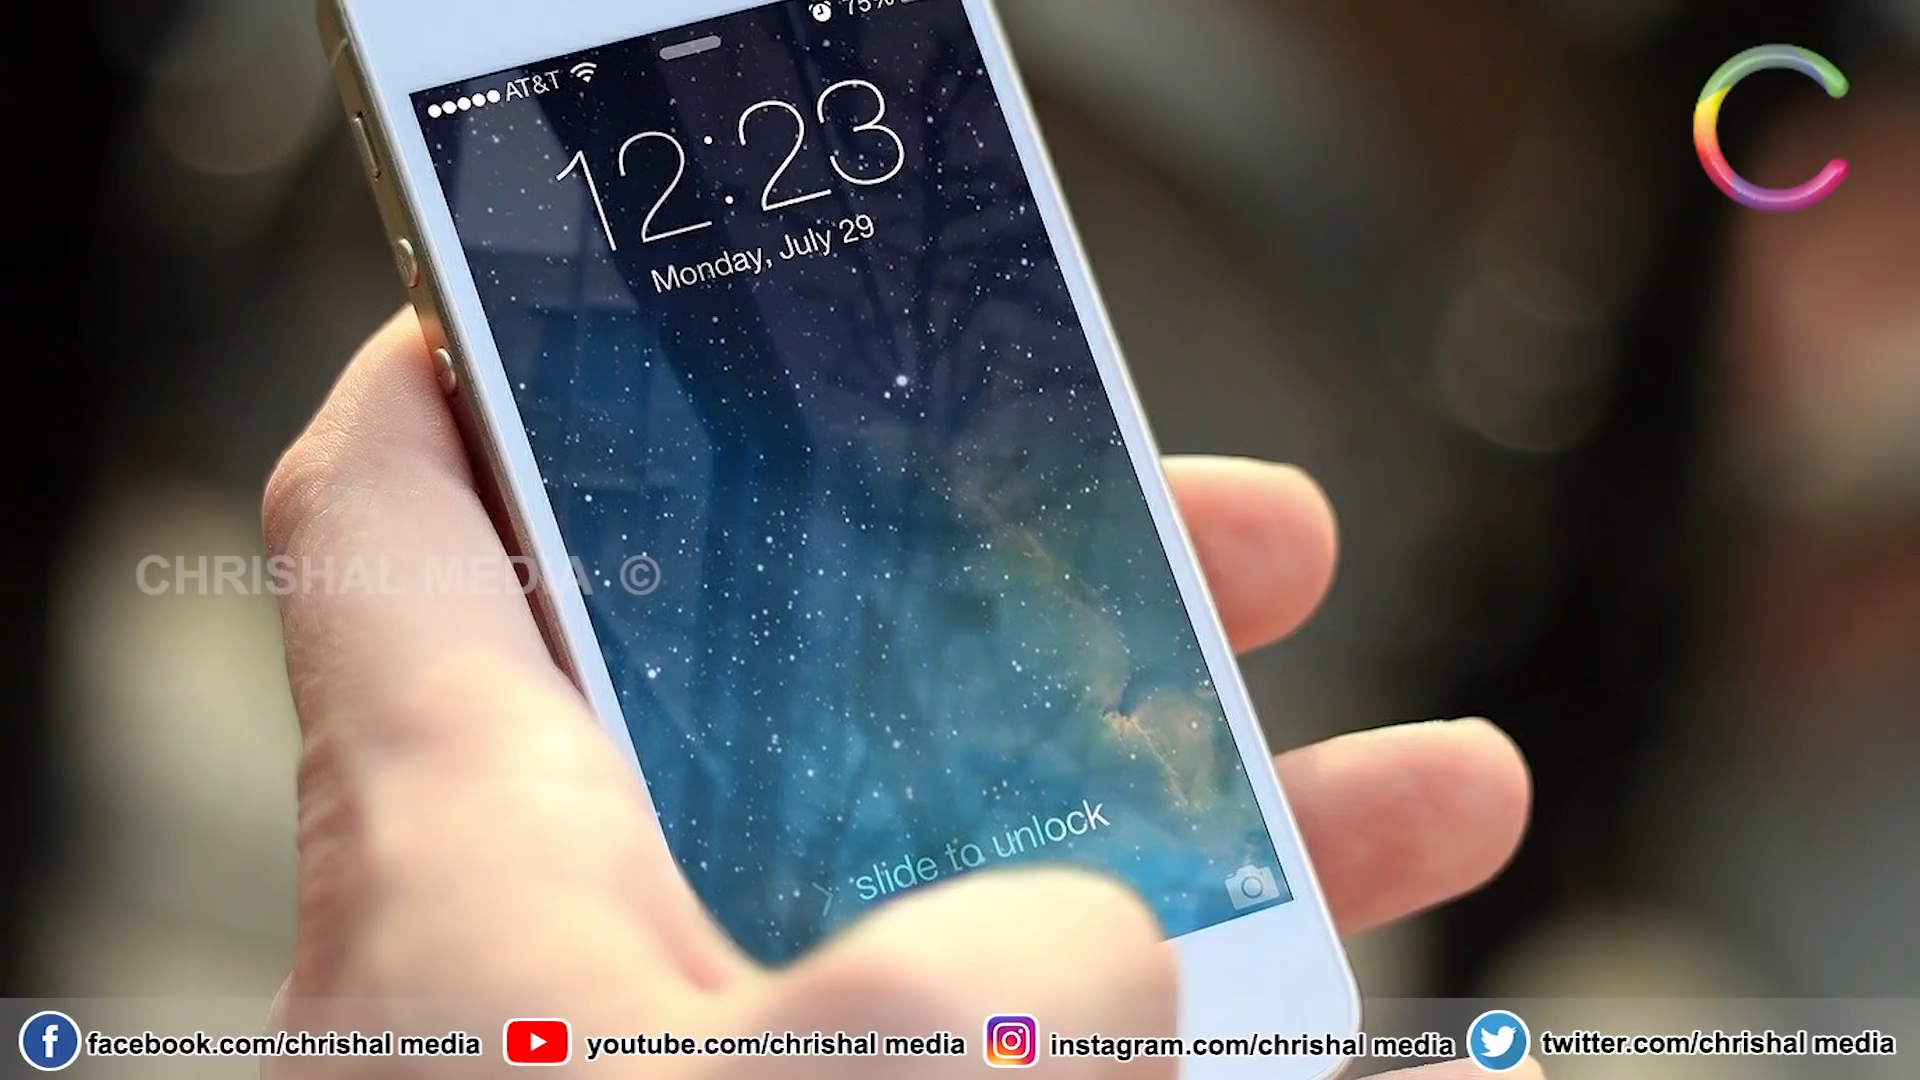 75%
●●●●● AT&T
12:23
Monday, July 29
CHRISHAL MEDIA ©
> slide to unlock
facebook.com/chrishal media
youtube.com/chrishal media
instagram.com/chrishal media
twitter.com/chrishal media